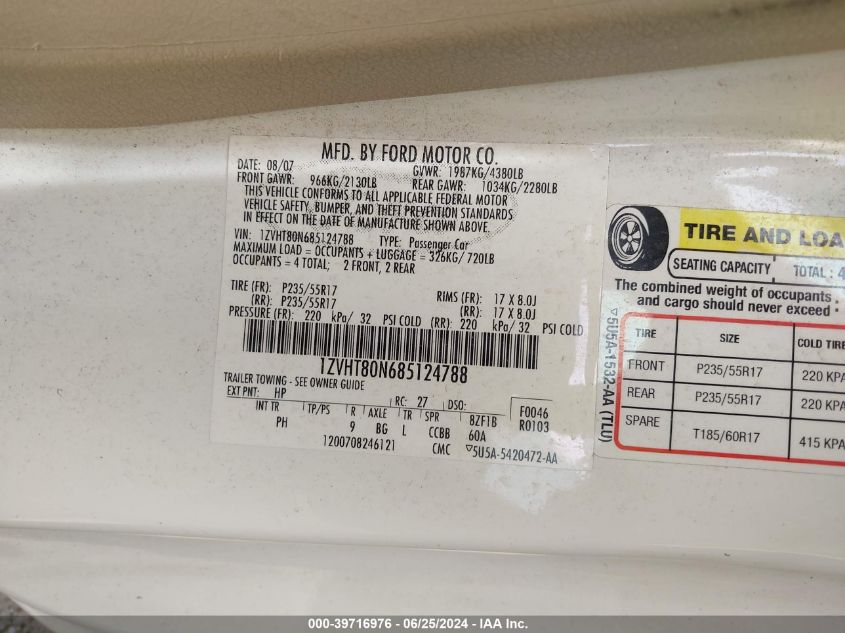 MFD. BY FORD MOTOR CO.
DATE: 08/07 GVWR: 1987KG/4380LB
FRONT GAWR: 966KG/2130LB REAR GAWR: 1034KG/2280LB
THIS VEHICLE CONFORMS TO ALL APPLICABLE FEDERAL MOTOR
VEHICLE SAFETY, BUMPER, AND THEFT PREVENTION STANDARDS
IN EFFECT ON THE DATE OF MANUFACTURE SHOWN ABOVE.
VIN: 1ZVHT80N685124788 TYPE: Passenger Car
MAXIMUM LOAD = OCCUPANTS + LUGGAGE = 326KG/ 720LB
OCCUPANTS = 4 TOTAL; 2 FRONT, 2 REAR
TIRE (FR): P235/55R17 RIMS (FR): 17 X 8.0J
(RR): P235/55R17 (RR): 17 X 8.0J
PRESSURE (FR): 220 kPa/ 32 PSI COLD (RR): 220 kPa/ 32 PSI COLD
1ZVHT80N685124788
TRAILER TOWING - SEE OWNER GUIDE
EXT PNT: HP RC: 27 DSO: F0046
INT TR TP/PS R AXLE TR SPR 8ZF1B R0103
PH 9 BG L CCBB 60A
1200708246121 CMC ▽5U5A-5420472-AA
▽5U5A-1532-AA (TLU)
TIRE AND LOA
SEATING CAPACITY TOTAL : 4
The combined weight of occupants
and cargo should never exceed
TIRE SIZE COLD TIRE
FRONT P235/55R17 220 KPA
REAR P235/55R17 220 KPA
SPARE T185/60R17 415 KPA
000-39716976 - 06/25/2024 - IAA Inc.